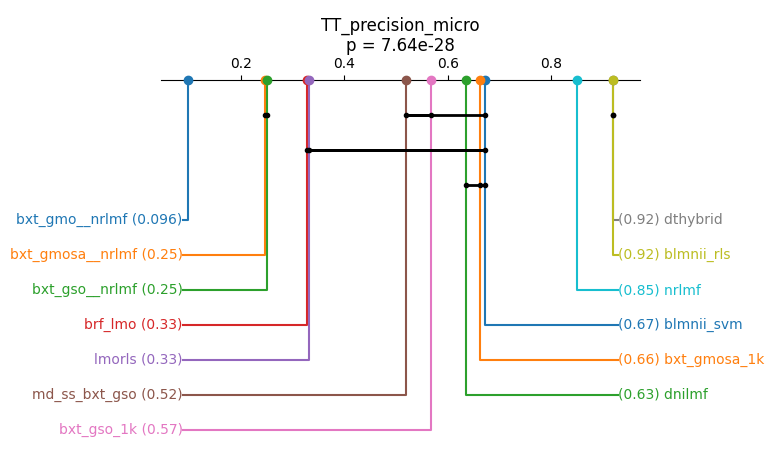 TT_precision_micro
p = 7.64e-28
0.2 0.4 0.6 0.8
bxt_gmo__nrlmf (0.096)
(0.92) dthybrid
bxt_gmosa__nrlmf (0.25)
(0.92) blmnii_rls
bxt_gso__nrlmf (0.25)
(0.85) nrlmf
brf_lmo (0.33)
(0.67) blmnii_svm
lmorls (0.33)
(0.66) bxt_gmosa_1k
md_ss_bxt_gso (0.52)
(0.63) dnilmf
bxt_gso_1k (0.57)